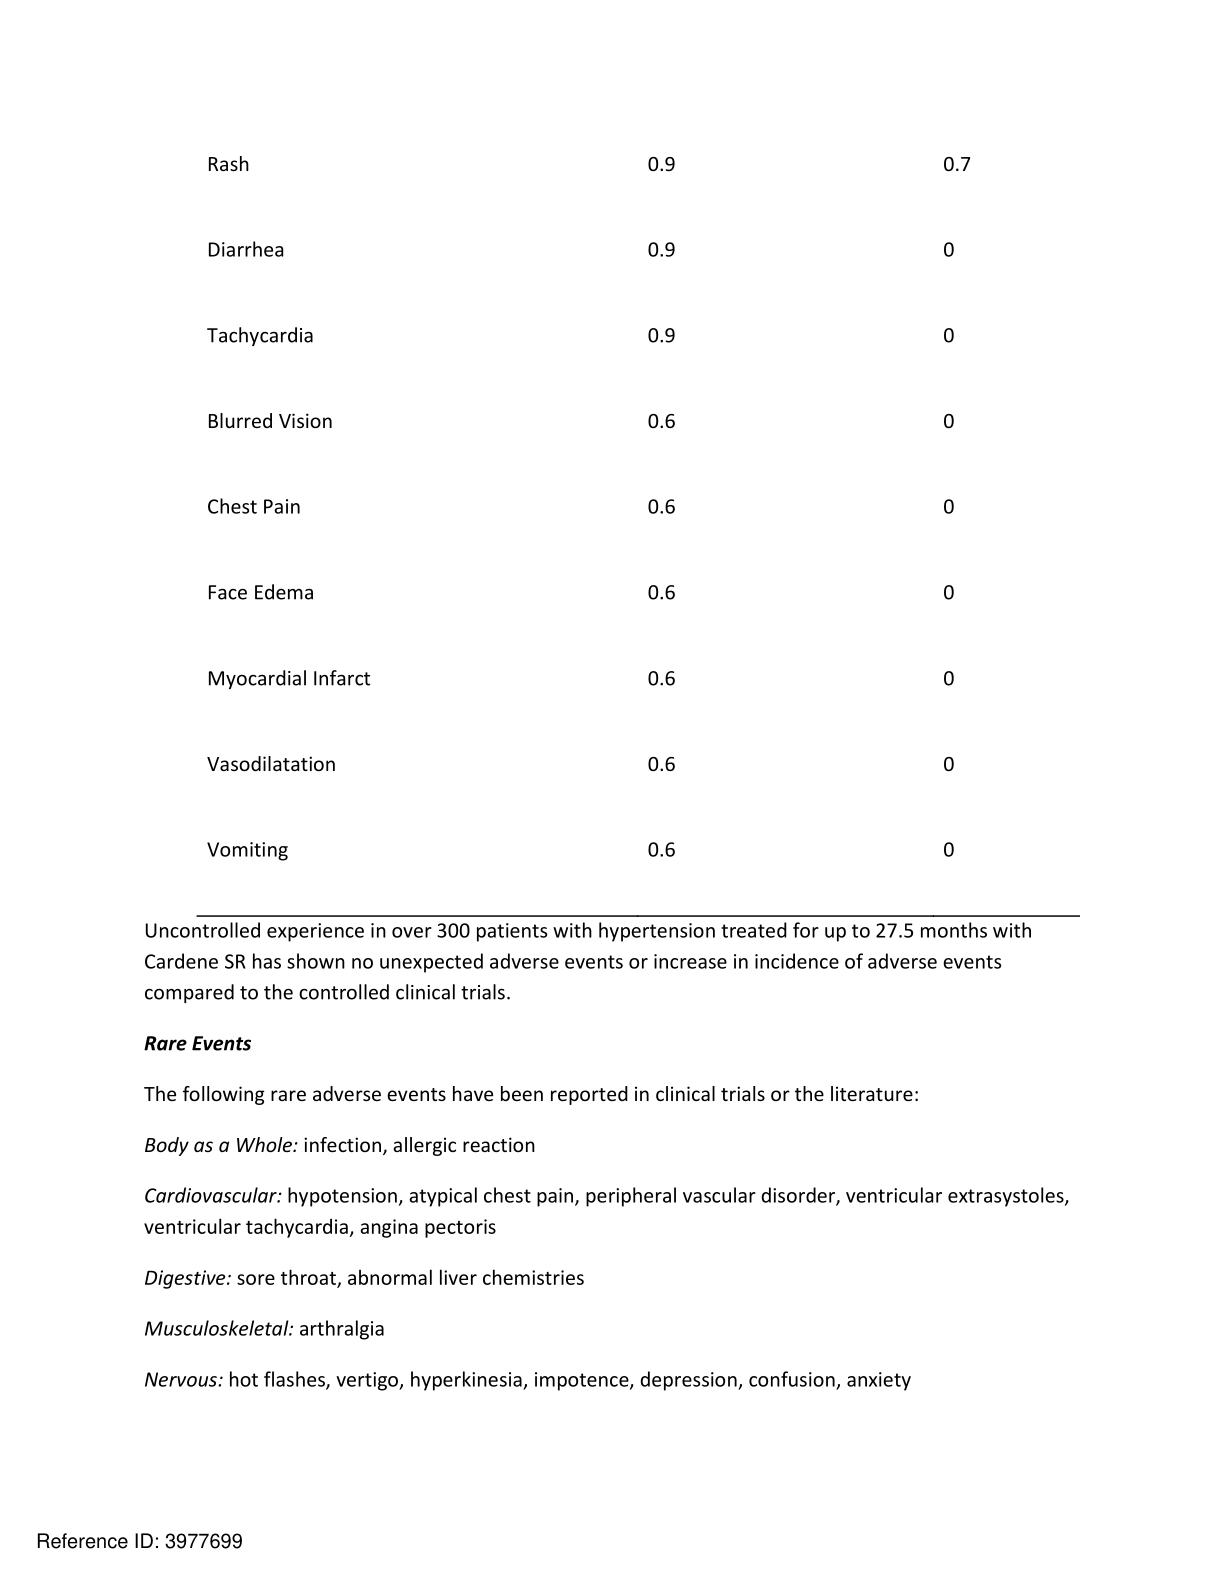 Rash 0.9 0.7
Diarrhea 0.9 0
Tachycardia 0.9 0
Blurred Vision 0.6 0
Chest Pain 0.6 0
Face Edema 0.6 0
Myocardial Infarct 0.6 0
Vasodilatation 0.6 0
Vomiting 0.6 0
Uncontrolled experience in over 300 patients with hypertension treated for up to 27.5 months with
Cardene SR has shown no unexpected adverse events or increase in incidence of adverse events
compared to the controlled clinical trials.
Rare Events
The following rare adverse events have been reported in clinical trials or the literature:
Body as a Whole: infection, allergic reaction
Cardiovascular: hypotension, atypical chest pain, peripheral vascular disorder, ventricular extrasystoles,
ventricular tachycardia, angina pectoris
Digestive: sore throat, abnormal liver chemistries
Musculoskeletal: arthralgia
Nervous: hot flashes, vertigo, hyperkinesia, impotence, depression, confusion, anxiety
Reference ID: 3977699